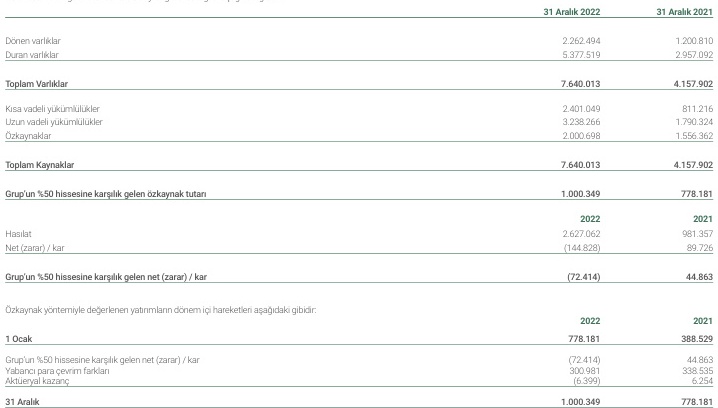 31 Aralık 2022 31 Aralık 2021
Dönen varlıklar 2.262.494 1.200.810
Duran varlıklar 5.377.519 2.957.092
Toplam Varlıklar 7.640.013 4.157.902
Kısa vadeli yükümlülükler 2.401.049 811.216
Uzun vadeli yükümlülükler 3.238.266 1.790.324
Özkaynaklar 2.000.698 1.556.362
Toplam Kaynaklar 7.640.013 4.157.902
Grup'un %50 hissesine karşılık gelen özkaynak tutarı 1.000.349 778.181
2022 2021
Hasılat 2.627.062 981.357
Net (zarar) / kar (144.828) 89.726
Grup'un %50 hissesine karşılık gelen net (zarar) / kar (72.414) 44.863
Özkaynak yöntemiyle değerlenen yatırımların dönem içi hareketleri aşağıdaki gibidir:
2022 2021
1 Ocak 778.181 388.529
Grup'un %50 hissesine karşılık gelen net (zarar) / kar (72.414) 44.863
Yabancı para çevrim farkları 300.981 338.535
Aktüeryal kazanç (6.399) 6.254
31 Aralık 1.000.349 778.181